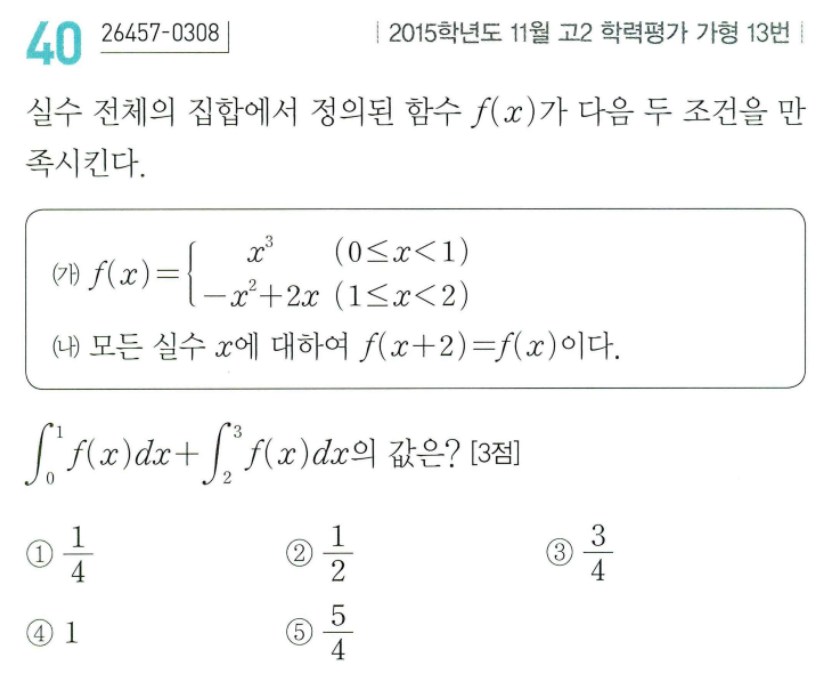 40 26457-0308 | 2015학년도 11월 고2 학력평가 가형 13번 |
실수 전체의 집합에서 정의된 함수 f(x)가 다음 두 조건을 만
족시킨다.
㈎ f(x)={ x³ (0≤x<1)
−x²+2x (1≤x<2)
㈏ 모든 실수 x에 대하여 f(x+2)=f(x)이다.
∫₀¹ f(x)dx+∫₂³ f(x)dx의 값은? [3점]
① 1/4 ② 1/2 ③ 3/4
④ 1 ⑤ 5/4